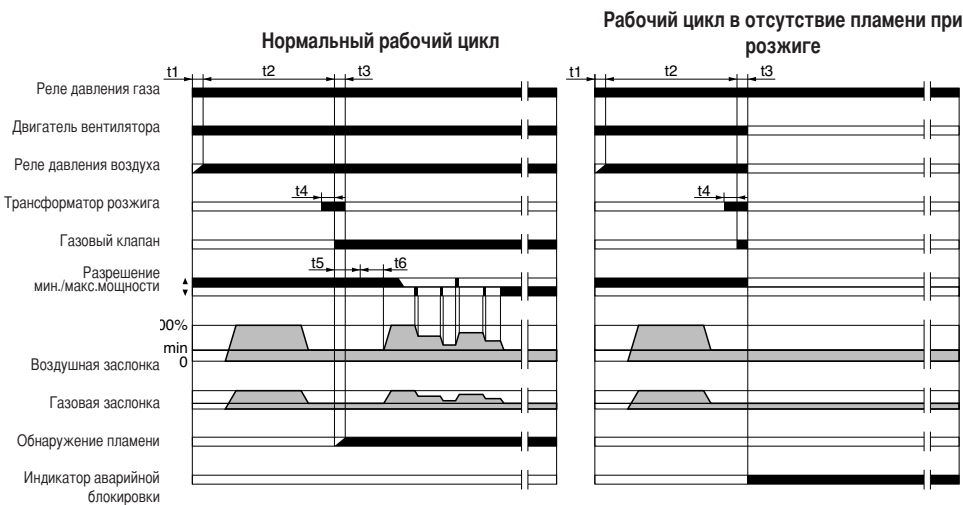 Нормальный рабочий цикл
Рабочий цикл в отсутствие пламени при
розжиге
t1
t2
t3
t1
t2
t3
Реле давления газа
Двигатель вентилятора
Реле давления воздуха
t4
t4
Трансформатор розжига
Газовый клапан
t5
t6
Разрешение
мин./макс.мощности
00%
min
0
Воздушная заслонка
Газовая заслонка
Обнаружение пламени
Индикатор аварийной
блокировки